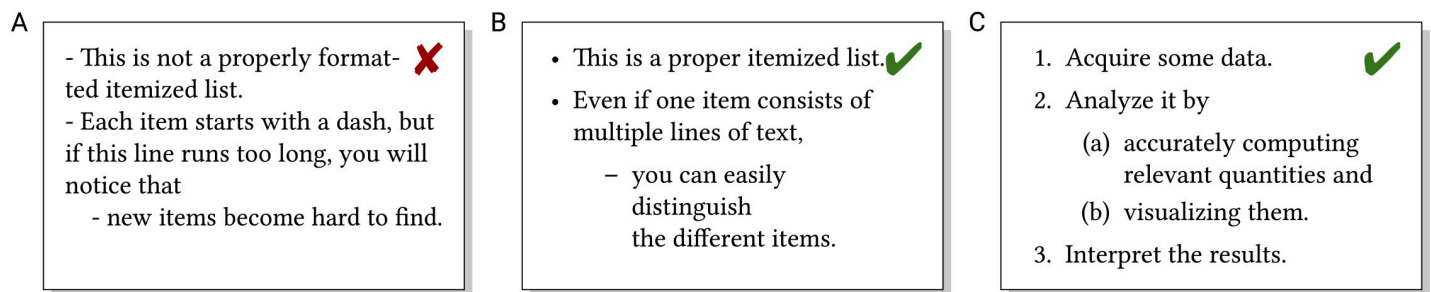 A
- This is not a properly format-
ted itemized list.
- Each item starts with a dash, but
if this line runs too long, you will
notice that
- new items become hard to find.
B
• This is a proper itemized list.
• Even if one item consists of
multiple lines of text,
– you can easily
distinguish
the different items.
C
1. Acquire some data.
2. Analyze it by
(a) accurately computing
relevant quantities and
(b) visualizing them.
3. Interpret the results.